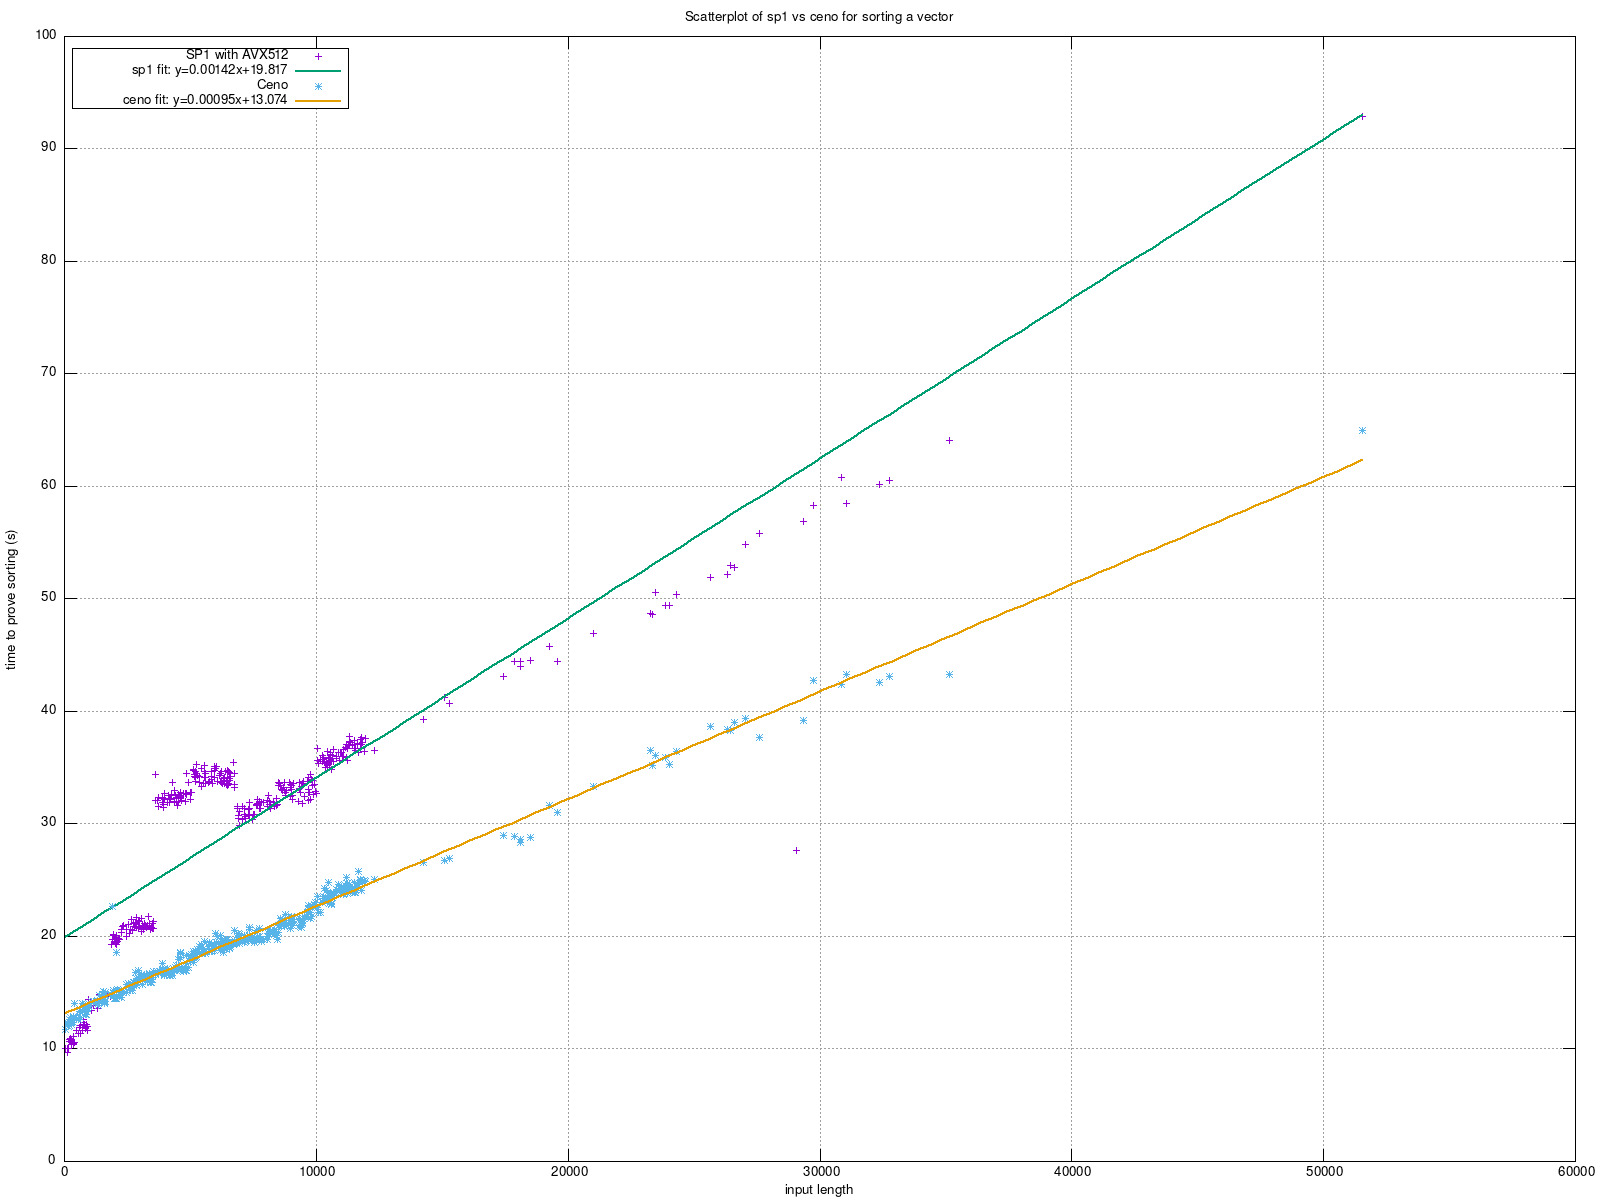 Scatterplot of sp1 vs ceno for sorting a vector
SP1 with AVX512
sp1 fit: y=0.00142x+19.817
Ceno
ceno fit: y=0.00095x+13.074
100
90
80
70
60
50
40
30
20
10
0
time to prove sorting (s)
0 10000 20000 30000 40000 50000 60000
input length